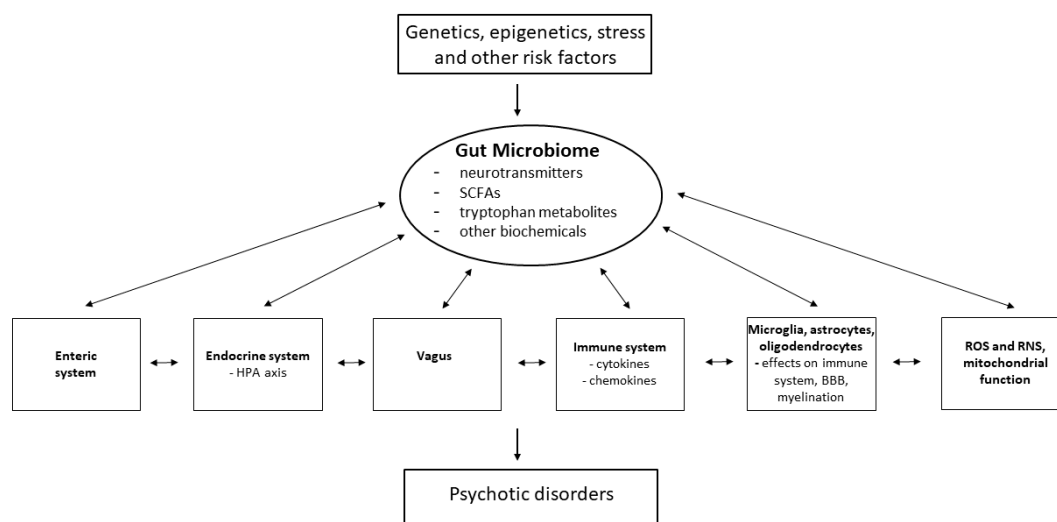 Genetics, epigenetics, stress
and other risk factors
Gut Microbiome
- neurotransmitters
- SCFAs
- tryptophan metabolites
- other biochemicals
Enteric
system
Endocrine system
- HPA axis
Vagus
Immune system
- cytokines
- chemokines
Microglia, astrocytes,
oligodendrocytes
- effects on immune
system, BBB,
myelination
ROS and RNS,
mitochondrial
function
Psychotic disorders